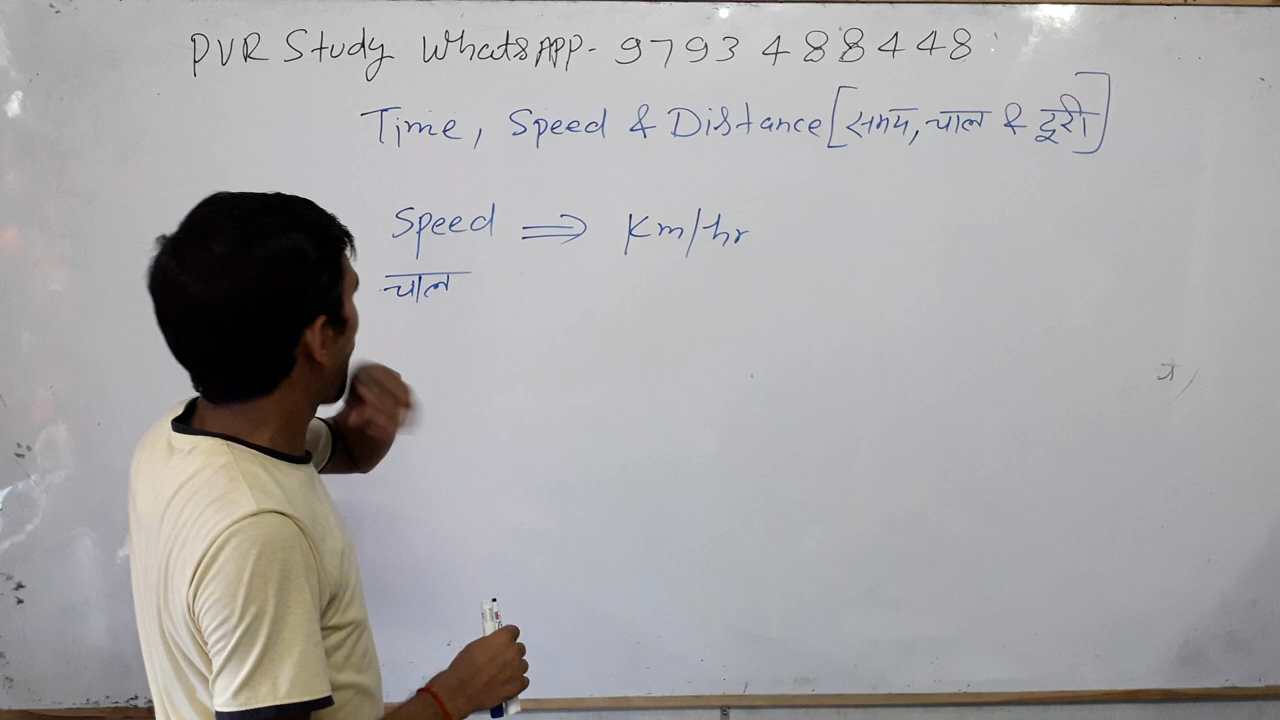 PVR Study WhatsAPP- 9793 488448
Time, Speed & Distance [समय, चाल & दूरी]
Speed ⇒ Km/hr
चाल